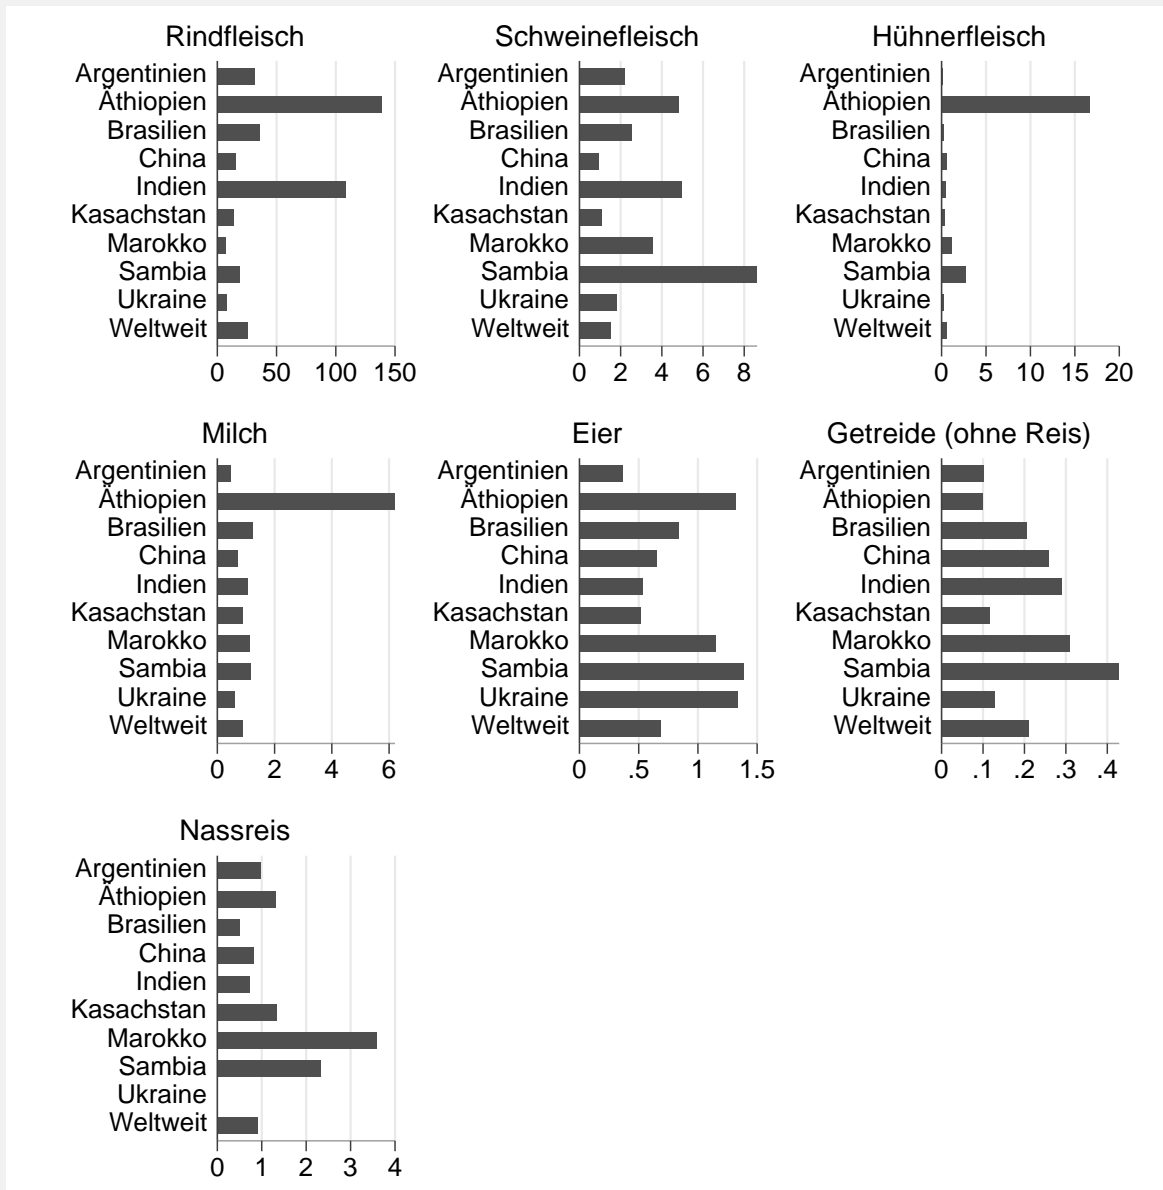 Rindfleisch
Argentinien
Äthiopien
Brasilien
China
Indien
Kasachstan
Marokko
Sambia
Ukraine
Weltweit
0 50 100 150
Schweinefleisch
Argentinien
Äthiopien
Brasilien
China
Indien
Kasachstan
Marokko
Sambia
Ukraine
Weltweit
0 2 4 6 8
Hühnerfleisch
Argentinien
Äthiopien
Brasilien
China
Indien
Kasachstan
Marokko
Sambia
Ukraine
Weltweit
0 5 10 15 20
Milch
Argentinien
Äthiopien
Brasilien
China
Indien
Kasachstan
Marokko
Sambia
Ukraine
Weltweit
0 2 4 6
Eier
Argentinien
Äthiopien
Brasilien
China
Indien
Kasachstan
Marokko
Sambia
Ukraine
Weltweit
0 .5 1 1.5
Getreide (ohne Reis)
Argentinien
Äthiopien
Brasilien
China
Indien
Kasachstan
Marokko
Sambia
Ukraine
Weltweit
0 .1 .2 .3 .4
Nassreis
Argentinien
Äthiopien
Brasilien
China
Indien
Kasachstan
Marokko
Sambia
Ukraine
Weltweit
0 1 2 3 4